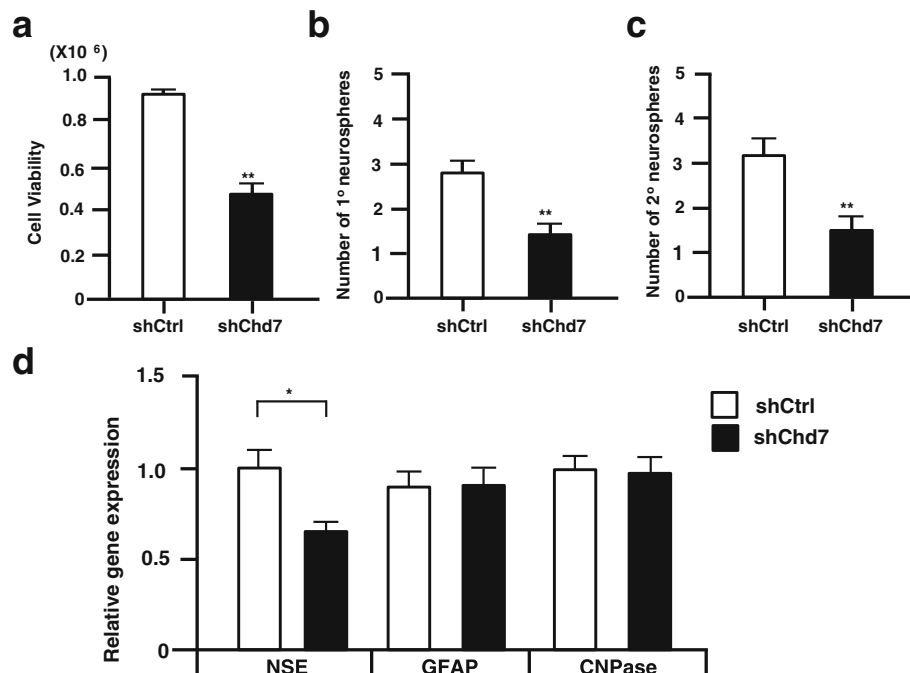 a
(X10 6)
Cell Viability
1.0
0.8
0.6
0.4
0.2
0
**
shCtrl
shChd7
b
Number of 1º neurospheres
5
4
3
2
1
0
**
shCtrl
shChd7
c
Number of 2º neurospheres
5
4
3
2
1
0
**
shCtrl
shChd7
d
Relative gene expression
1.5
1.0
0.5
0
*
NSE
GFAP
CNPase
shCtrl
shChd7